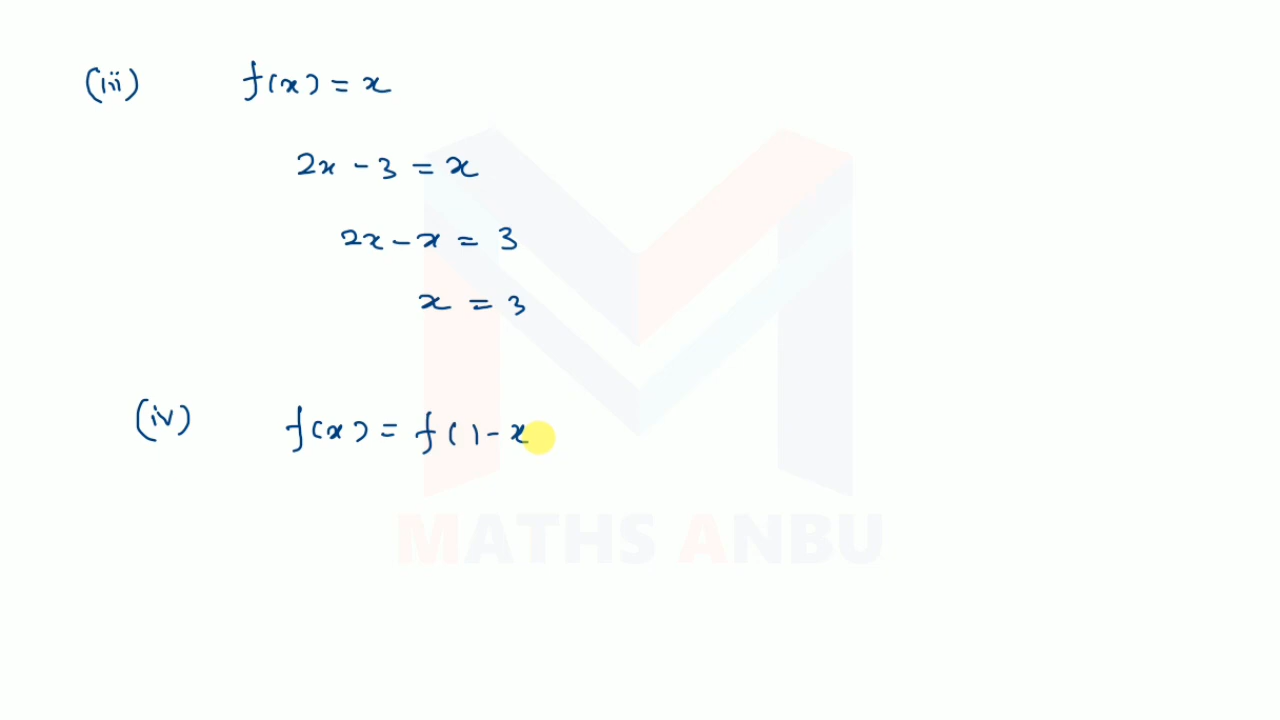 (iii) f(x) = x
2x - 3 = x
2x - x = 3
x = 3
(iv) f(x) = f(1 - x
MATHS ANBU